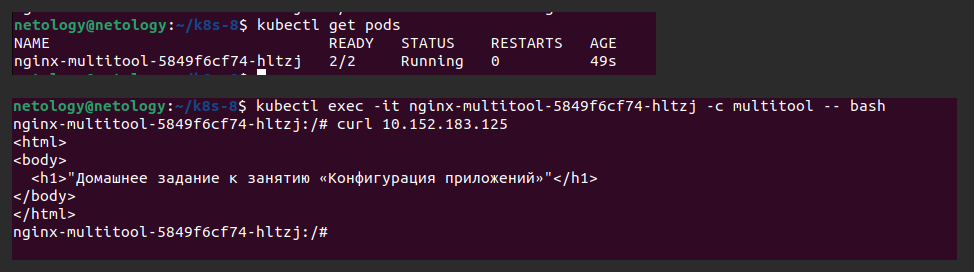 netology@netology:~/k8s-8$ kubectl get pods
NAME READY STATUS RESTARTS AGE
nginx-multitool-5849f6cf74-hltzj 2/2 Running 0 49s
netology@netology:~/k8s-8$ kubectl exec -it nginx-multitool-5849f6cf74-hltzj -c multitool -- bash
nginx-multitool-5849f6cf74-hltzj:/# curl 10.152.183.125
<html>
<body>
<h1>"Домашнее задание к занятию «Конфигурация приложений»"</h1>
</body>
</html>
nginx-multitool-5849f6cf74-hltzj:/#